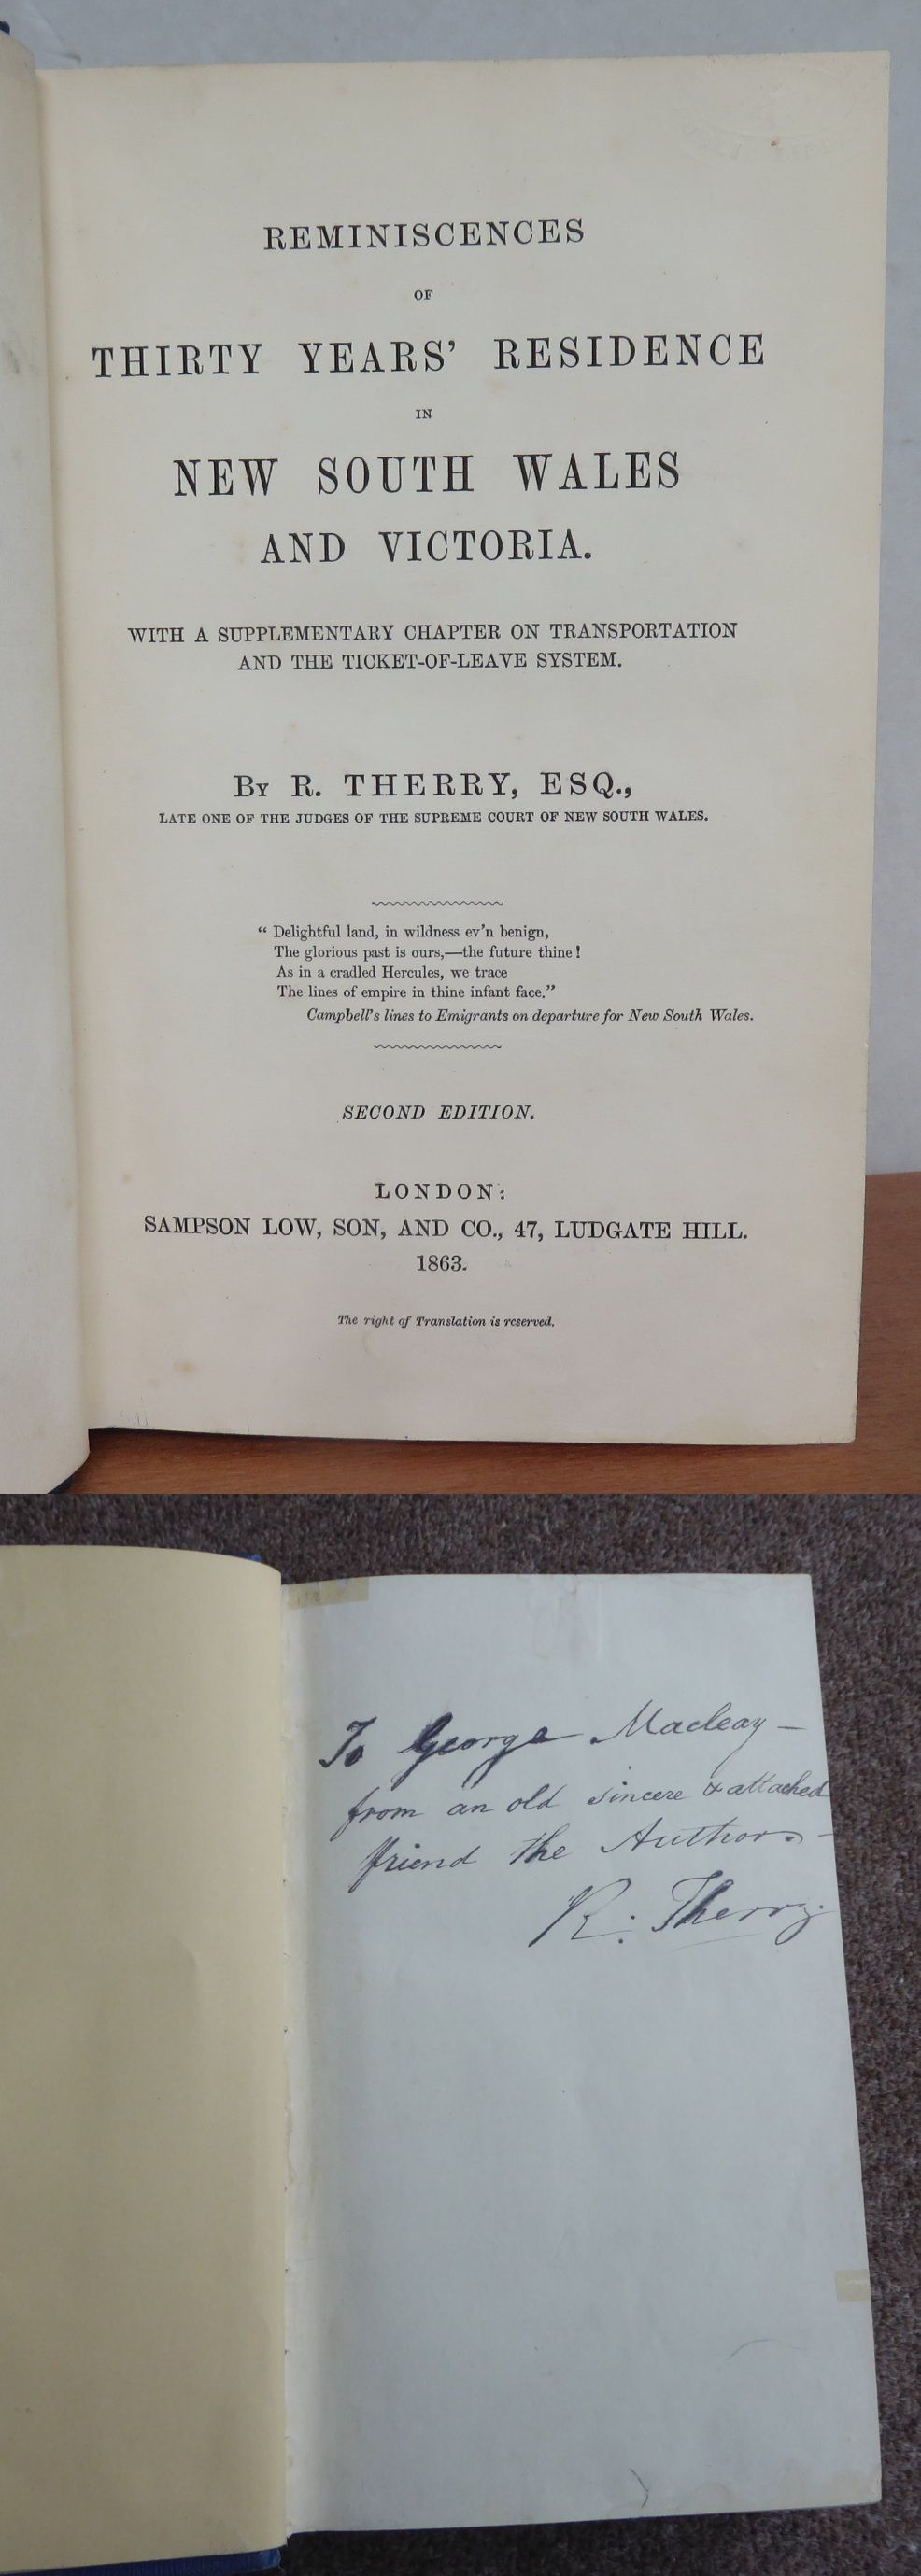 REMINISCENCES
OF
THIRTY YEARS' RESIDENCE
IN
NEW SOUTH WALES
AND VICTORIA.
WITH A SUPPLEMENTARY CHAPTER ON TRANSPORTATION
AND THE TICKET-OF-LEAVE SYSTEM.
BY R. THERRY, ESQ.,
LATE ONE OF THE JUDGES OF THE SUPREME COURT OF NEW SOUTH WALES.
“ Delightful land, in wildness ev'n benign,
The glorious past is ours,—the future thine!
As in a cradled Hercules, we trace
The lines of empire in thine infant face.”
Campbell's lines to Emigrants on departure for New South Wales.
SECOND EDITION.
LONDON:
SAMPSON LOW, SON, AND CO., 47, LUDGATE HILL.
1863.
The right of Translation is reserved.
To George Macleay —
from an old sincere & attached
friend the Author —
R. Therry.